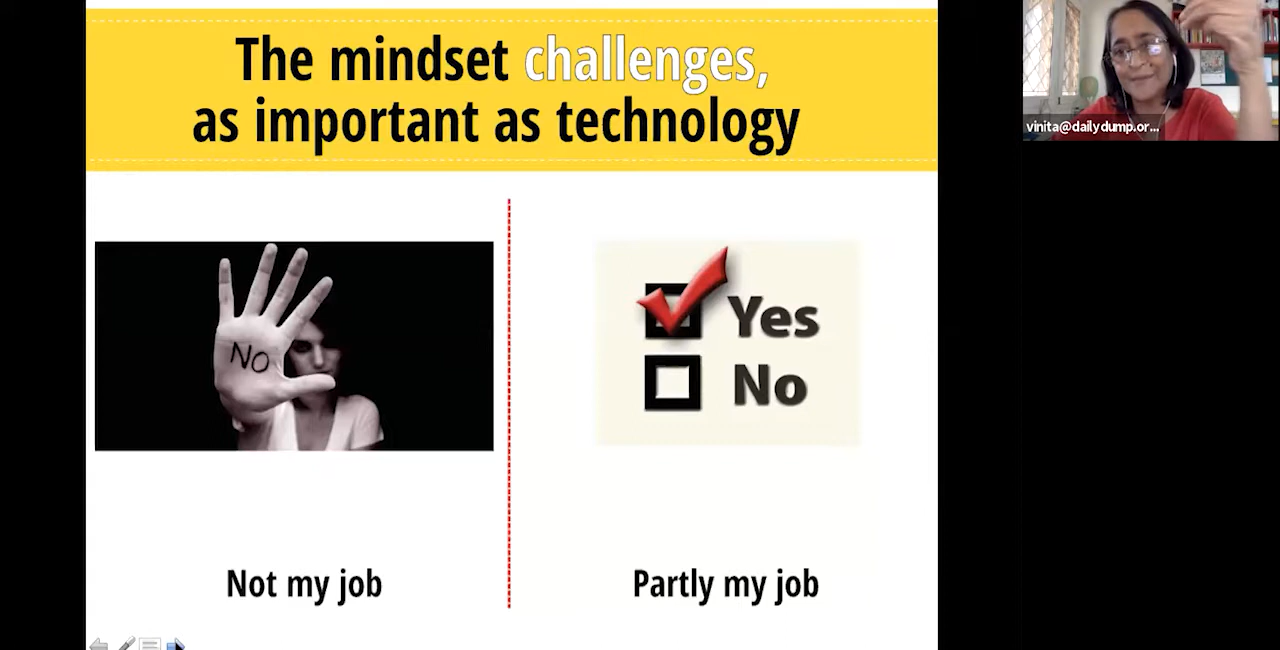 The mindset challenges,
as important as technology
vinita@dailydump.or...
NO
Yes
No
Not my job
Partly my job